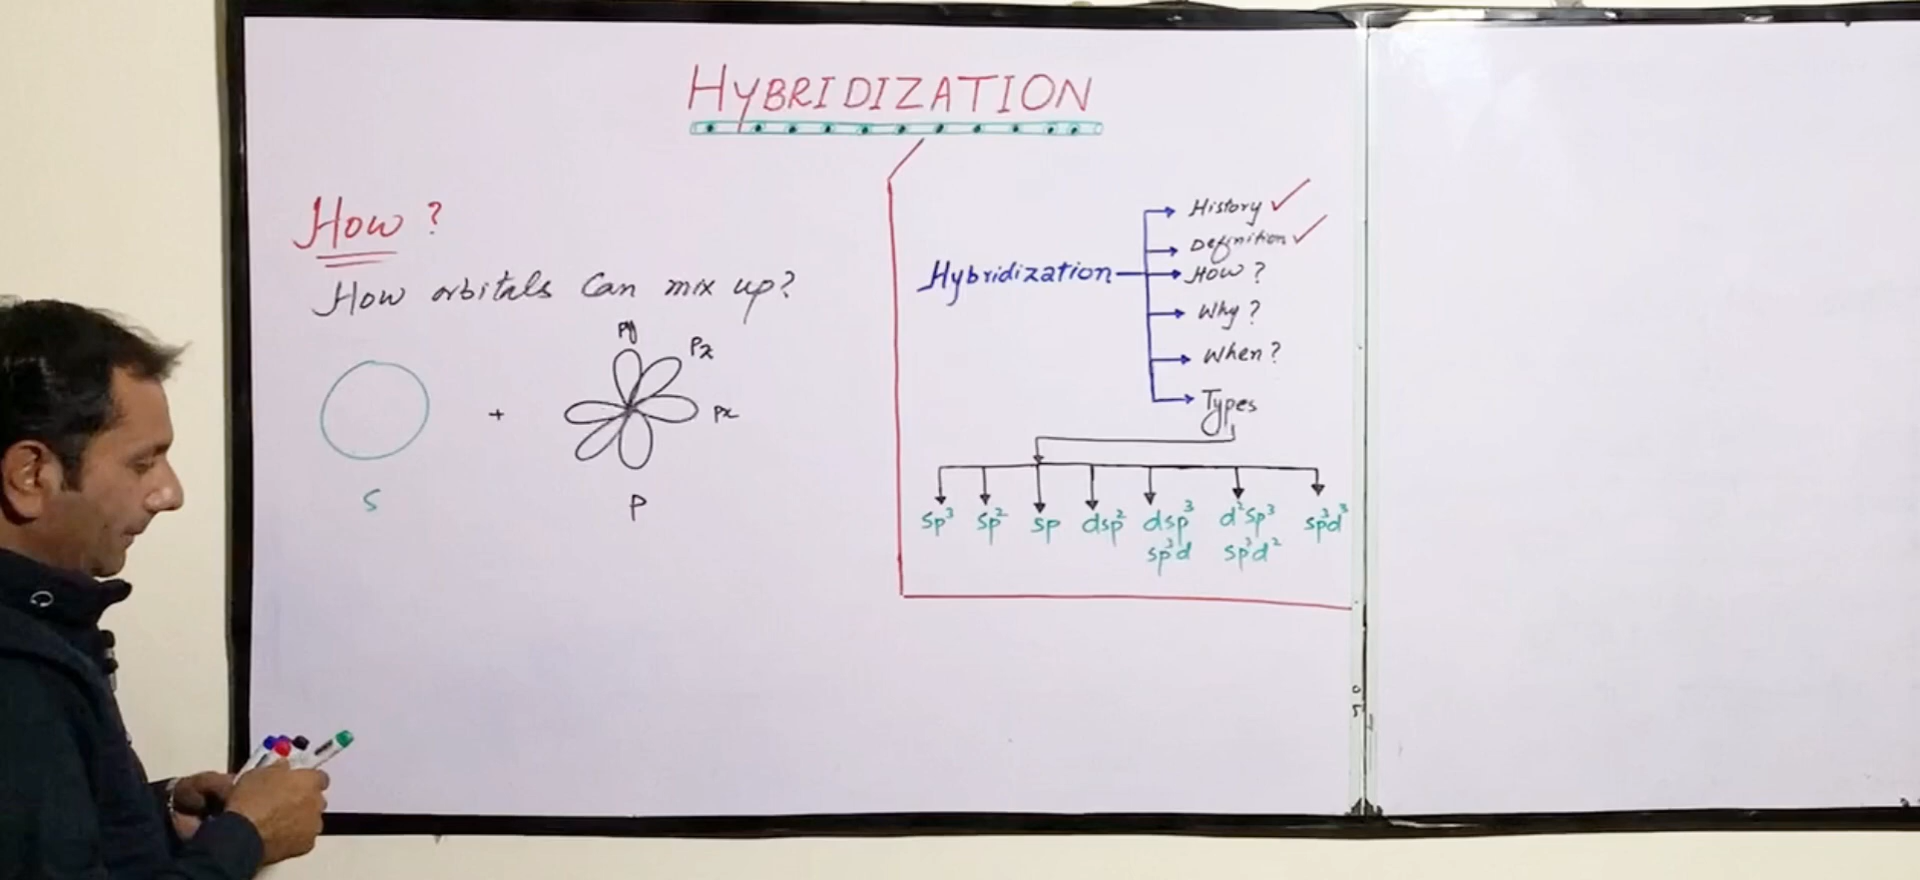 HYBRIDIZATION
How ?
How orbitals Can mix up?
Py
Pz
+
Px
S
P
History ✓
Definition ✓
Hybridization
How ?
Why ?
When ?
Types
sp³ sp² sp dsp² dsp³ d²sp³ sp³d³
sp³d sp³d²